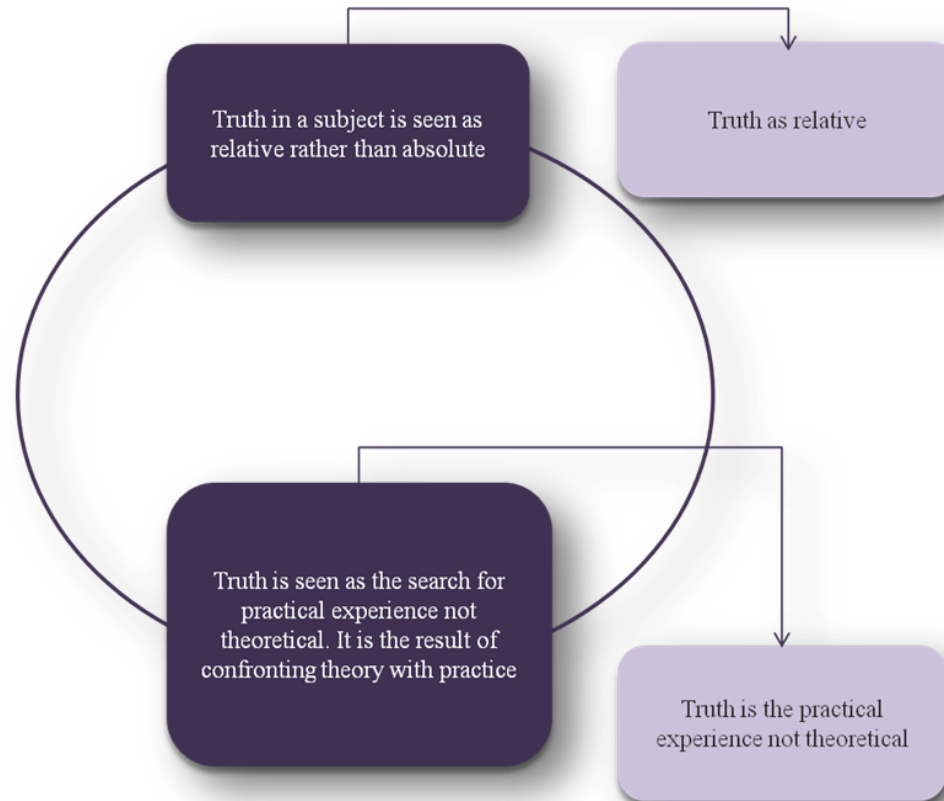 Truth in a subject is seen as
relative rather than absolute
Truth as relative
Truth is seen as the search for
practical experience not
theoretical. It is the result of
confronting theory with practice
Truth is the practical
experience not theoretical